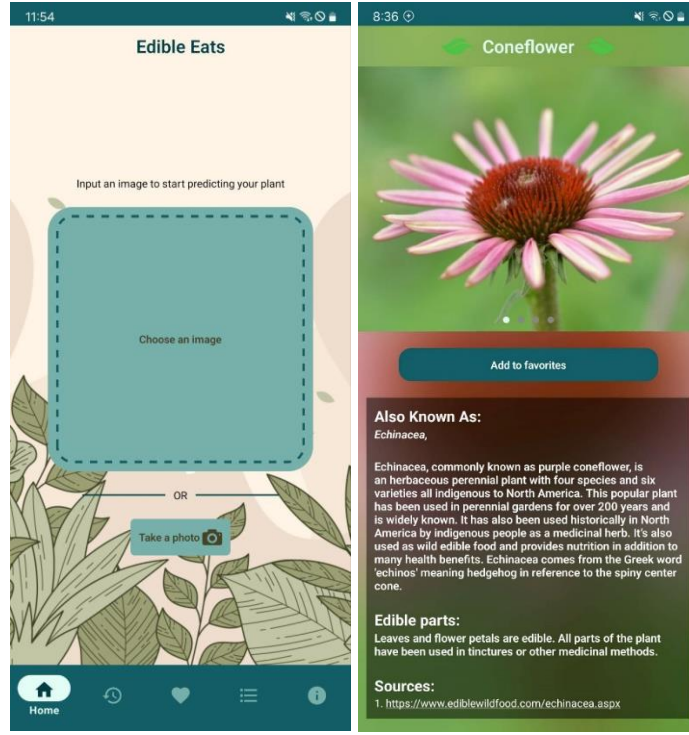 11:54
Edible Eats
Input an image to start predicting your plant
Choose an image
OR
Take a photo
Home
8:36
Coneflower
Add to favorites
Also Known As:
Echinacea,
Echinacea, commonly known as purple coneflower, is
an herbaceous perennial plant with four species and six
varieties all indigenous to North America. This popular plant
has been used in perennial gardens for over 200 years and
is widely known. It has also been used historically in North
America by indigenous people as a medicinal herb. It's also
used as wild edible food and provides nutrition in addition to
many health benefits. Echinacea comes from the Greek word
'echinos' meaning hedgehog in reference to the spiny center
cone.
Edible parts:
Leaves and flower petals are edible. All parts of the plant
have been used in tinctures or other medicinal methods.
Sources:
1. https://www.ediblewildfood.com/echinacea.aspx